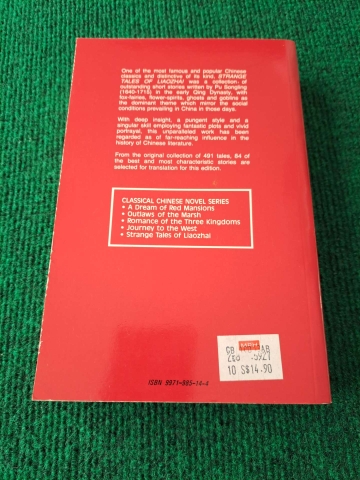 One of the most famous and popular Chinese
classics and distinctive of its kind, STRANGE
TALES OF LIAOZHAI was a collection of
outstanding short stories written by Pu Songling
(1640-1715) in the early Qing Dynasty, with
fox-fairies, flower-spirits, ghosts and goblins as
the dominant theme which mirror the social
conditions prevailing in China in those days.
With deep insight, a pungent style and a
singular skill employing fantastic plots and vivid
portrayal, this unparalleled work has been
regarded as of far-reaching influence in the
history of Chinese literature.
From the original collection of 491 tales, 84 of
the best and most characteristic stories are
selected for translation for this edition.
CLASSICAL CHINESE NOVEL SERIES
• A Dream of Red Mansions
• Outlaws of the Marsh
• Romance of the Three Kingdoms
• Journey to the West
• Strange Tales of Liaozhai
GB AB
5927
10 S$14.90
ISBN 9971-985-14-4